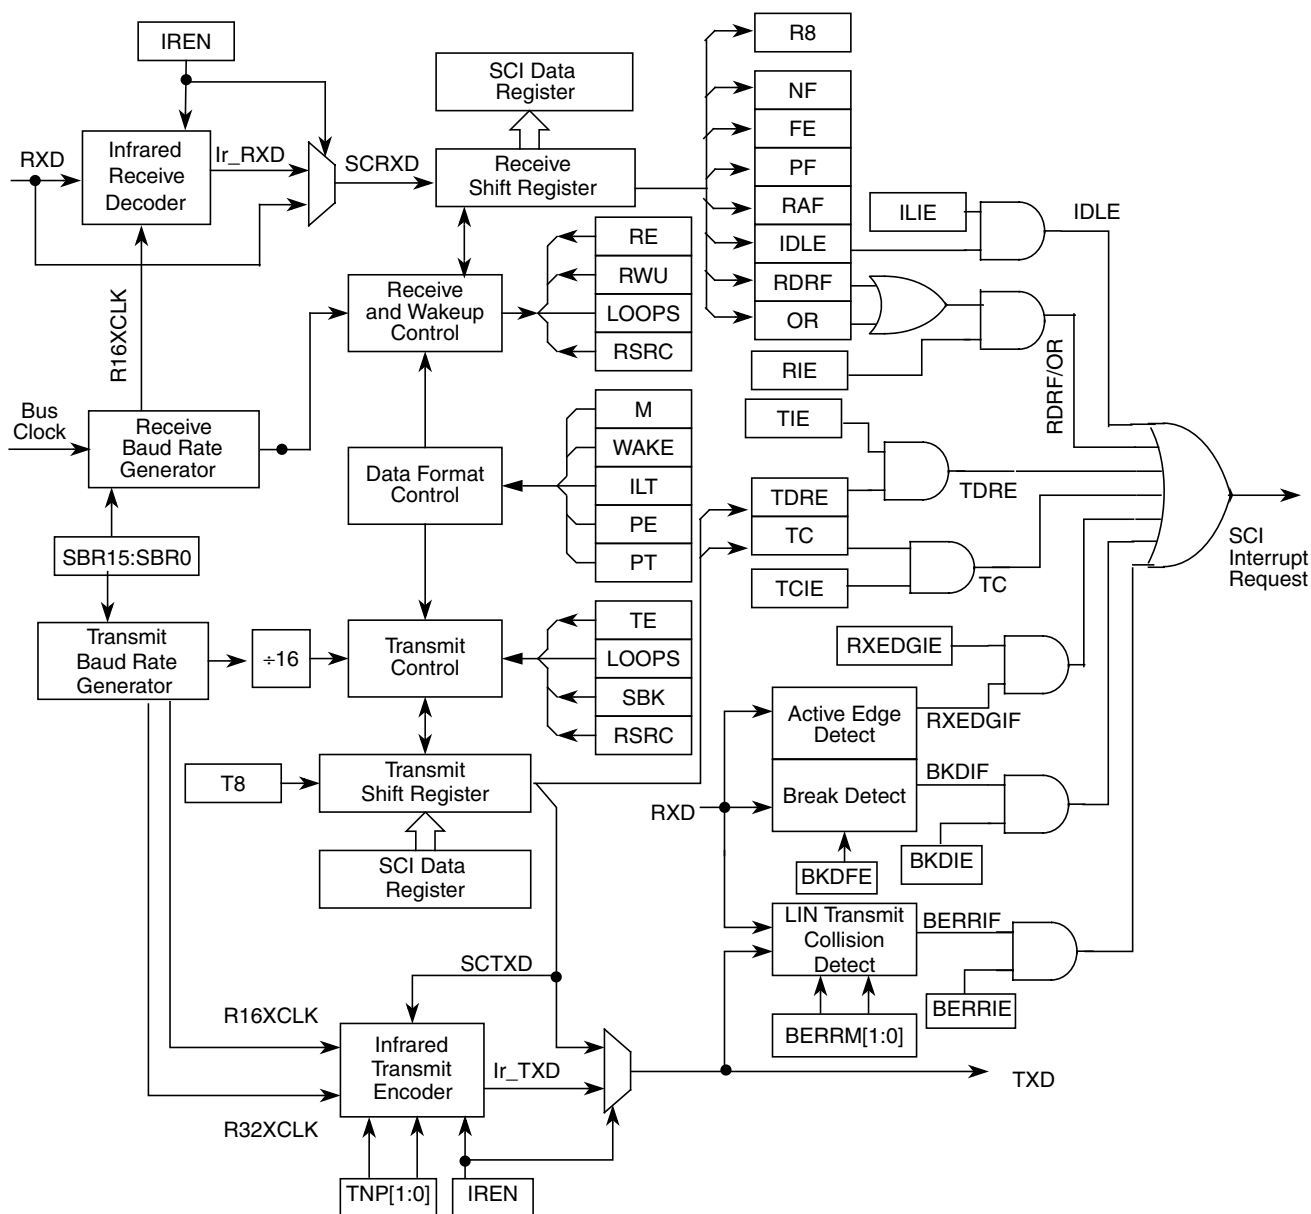 IREN
SCI Data
Register
R8
NF
FE
PF
RAF
IDLE
RDRF
OR
RXD
Infrared
Receive
Decoder
Ir_RXD
SCRXD
Receive
Shift Register
ILIE
IDLE
R16XCLK
Receive
and Wakeup
Control
RE
RWU
LOOPS
RSRC
RIE
RDRF/OR
Bus
Clock
Receive
Baud Rate
Generator
Data Format
Control
M
WAKE
ILT
PE
PT
TIE
TDRE
TC
TDRE
TCIE
TC
SCI
Interrupt
Request
SBR15:SBR0
Transmit
Baud Rate
Generator
÷16
Transmit
Control
TE
LOOPS
SBK
RSRC
RXEDGIE
Active Edge
Detect
RXEDGIF
T8
Transmit
Shift Register
RXD
Break Detect
BKDIF
BKDIE
BKDFE
SCI Data
Register
LIN Transmit
Collision
Detect
BERRIF
BERRIE
BERRM[1:0]
SCTXD
R16XCLK
Infrared
Transmit
Encoder
Ir_TXD
TXD
R32XCLK
TNP[1:0]
IREN